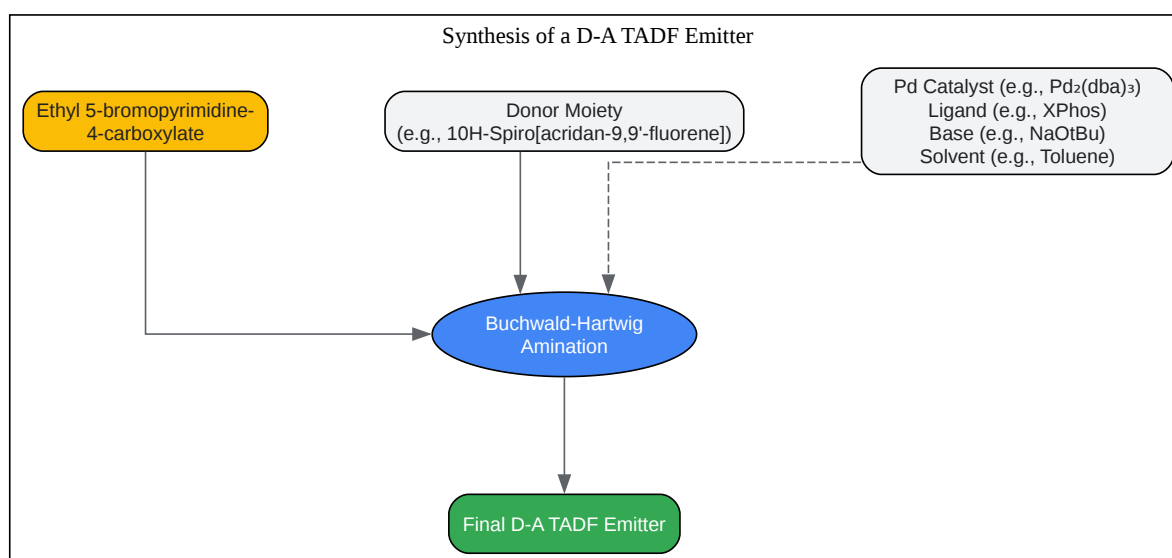 Synthesis of a D-A TADF Emitter
Ethyl 5-bromopyrimidine-
4-carboxylate
Donor Moiety
(e.g., 10H-Spiro[acridan-9,9'-fluorene])
Pd Catalyst (e.g., Pd₂(dba)₃)
Ligand (e.g., XPhos)
Base (e.g., NaOtBu)
Solvent (e.g., Toluene)
Buchwald-Hartwig
Amination
Final D-A TADF Emitter